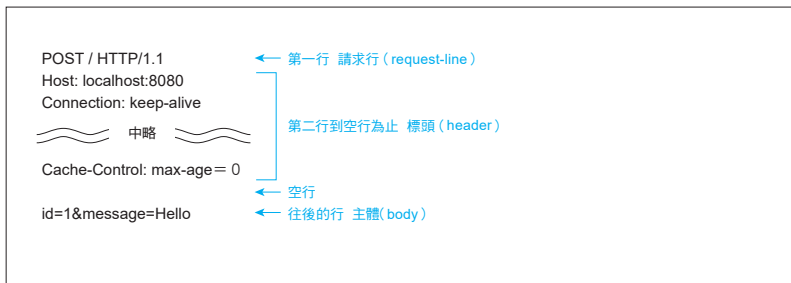 POST / HTTP/1.1
第一行 請求行(request-line)
Host: localhost:8080
Connection: keep-alive
第二行到空行為止 標頭(header)
中略
Cache-Control: max-age=0
空行
id=1&message=Hello
往後的行 主體(body)